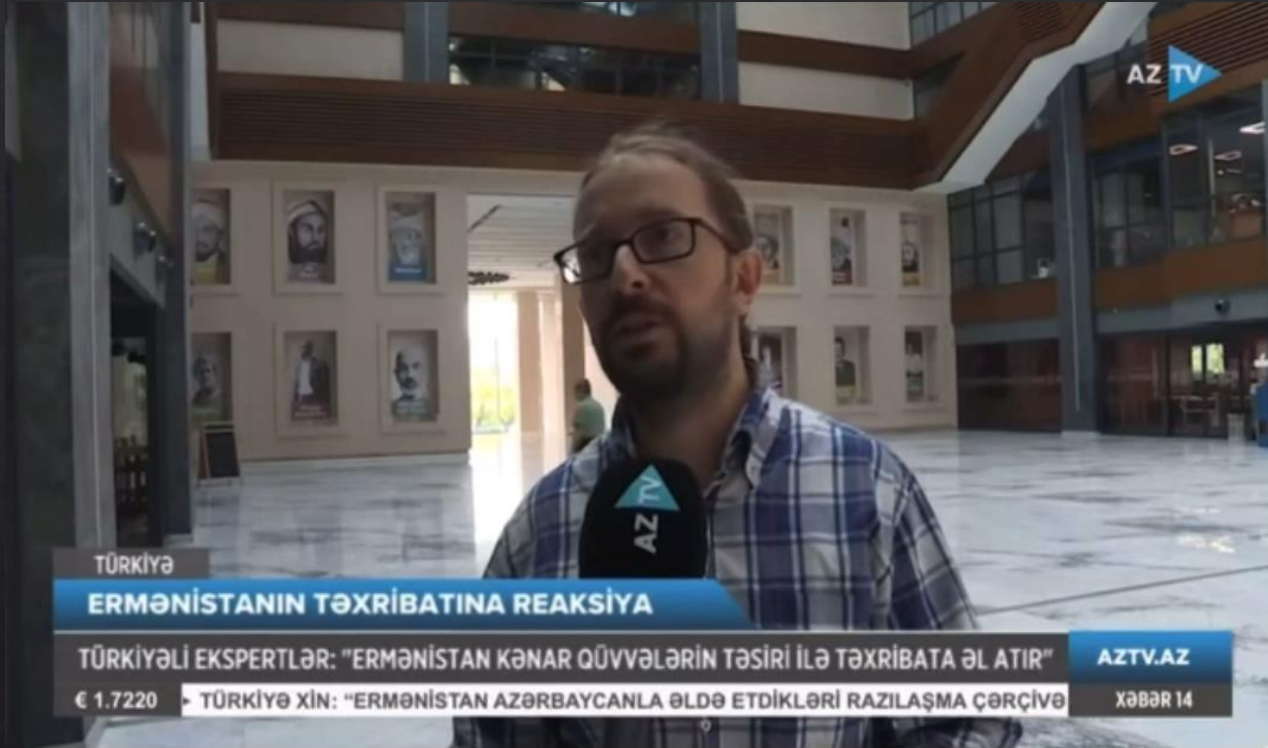 AZ TV
AZ TV
TÜRKİYƏ
ERMƏNİSTANIN TƏXRİBATINA REAKSİYA
TÜRKİYƏLİ EKSPERTLƏR: "ERMƏNİSTAN KƏNAR QÜVVƏLƏRİN TƏSİRİ İLƏ TƏXRİBATA ƏL ATIR"
AZTV.AZ
€ 1.7220
TÜRKİYƏ XİN: “ERMƏNİSTAN AZƏRBAYCANLA ƏLDƏ ETDİKLƏRİ RAZILAŞMA ÇƏRÇİVƏ
XƏBƏR 14